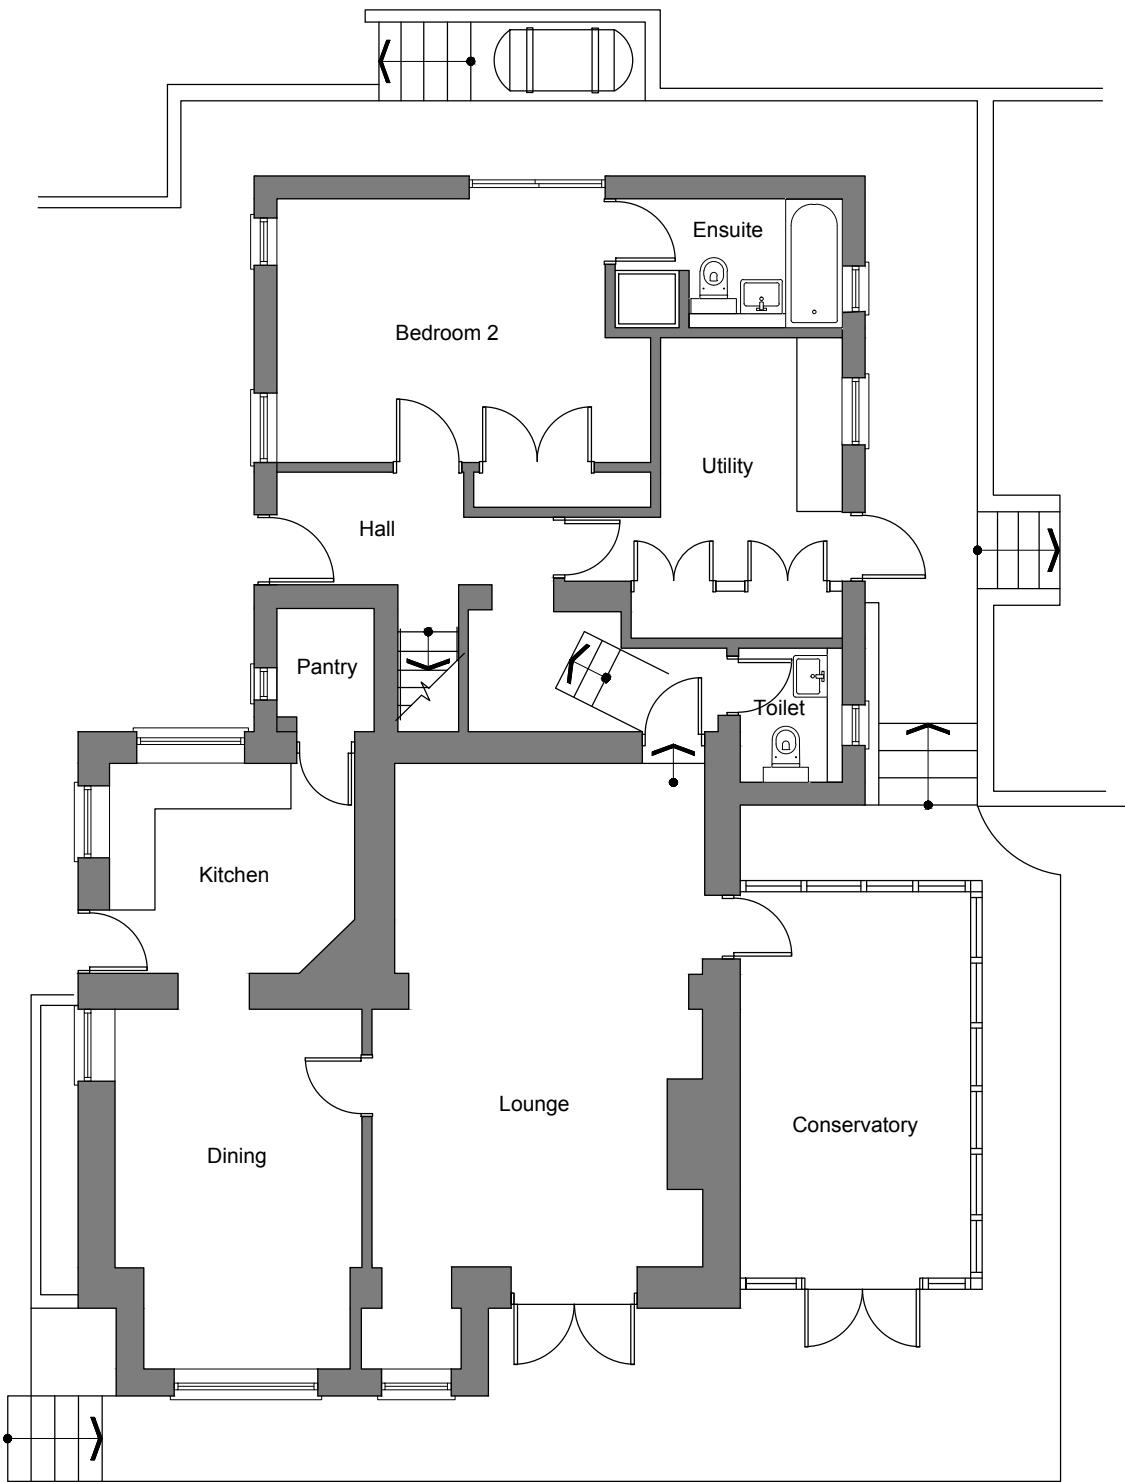 Ensuite
Bedroom 2
Utility
Hall
Pantry
Toilet
Kitchen
Lounge
Conservatory
Dining